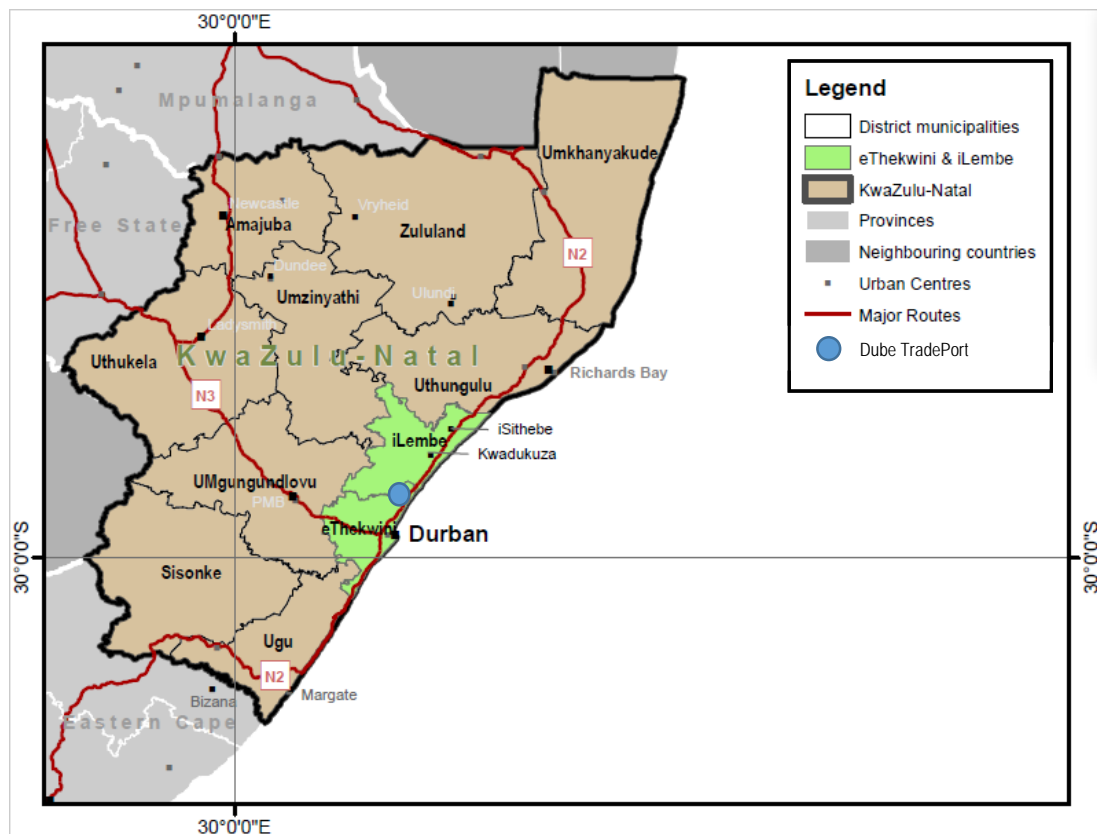 30°0'0"E
Mpumalanga
Umkhanyakude
Newcastle
Amajuba
Vryheid
Zululand
Free State
N2
Dundee
Umzinyathi
Ulundi
Ladysmith
Uthukela
KwaZulu-Natal
Uthungulu
Richards Bay
N3
iLembe
iSithebe
Kwadukuza
UMgungundlovu
PMB
eThekwini
Durban
30°0'0"S
30°0'0"S
Sisonke
Ugu
N2
Bizana
Margate
Eastern Cape
30°0'0"E
Legend
District municipalities
eThekwini & iLembe
KwaZulu-Natal
Provinces
Neighbouring countries
Urban Centres
Major Routes
Dube TradePort